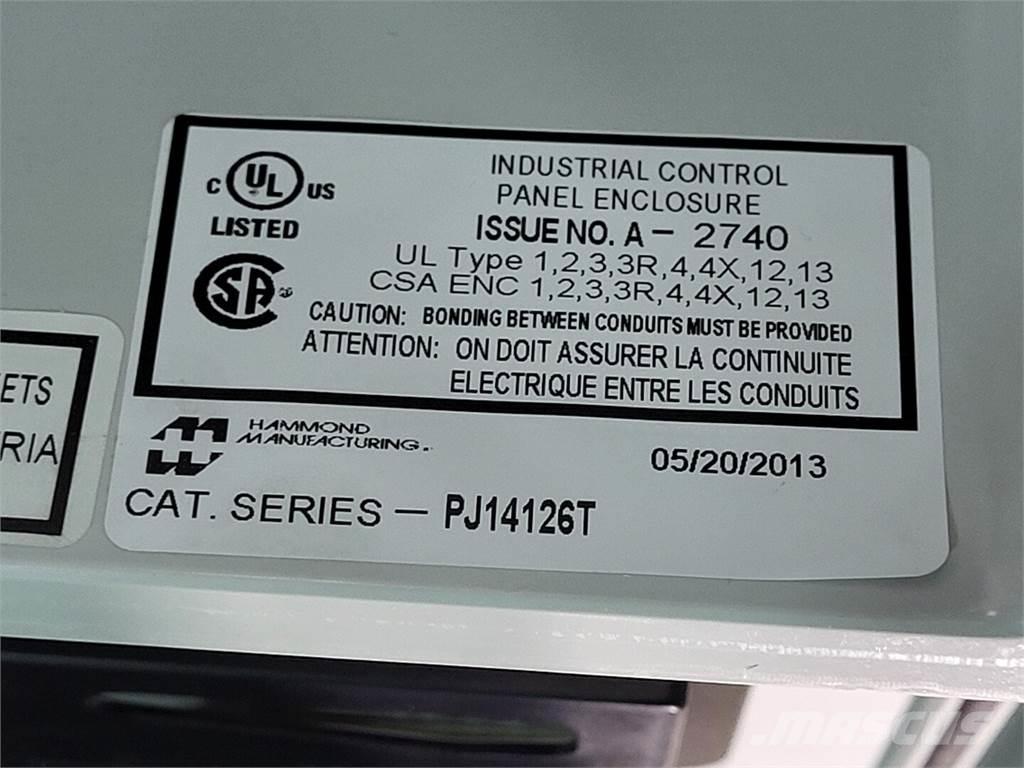 C UL US
LISTED
CSA
INDUSTRIAL CONTROL
PANEL ENCLOSURE
ISSUE NO. A- 2740
UL Type 1,2,3,3R,4,4X,12,13
CSA ENC 1,2,3,3R,4,4X,12,13
CAUTION: BONDING BETWEEN CONDUITS MUST BE PROVIDED
ATTENTION: ON DOIT ASSURER LA CONTINUITE
ELECTRIQUE ENTRE LES CONDUITS
HAMMOND
MANUFACTURING
05/20/2013
CAT. SERIES — PJ14126T
ETS
RIA
MASCUS